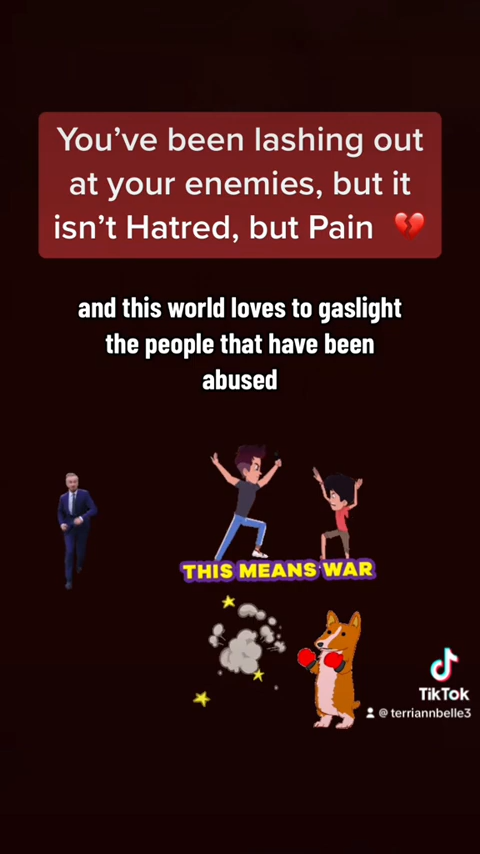 You’ve been lashing out
at your enemies, but it
isn’t Hatred, but Pain 💔
and this world loves to gaslight
the people that have been
abused
THIS MEANS WAR
TikTok
@ terriannbelle3